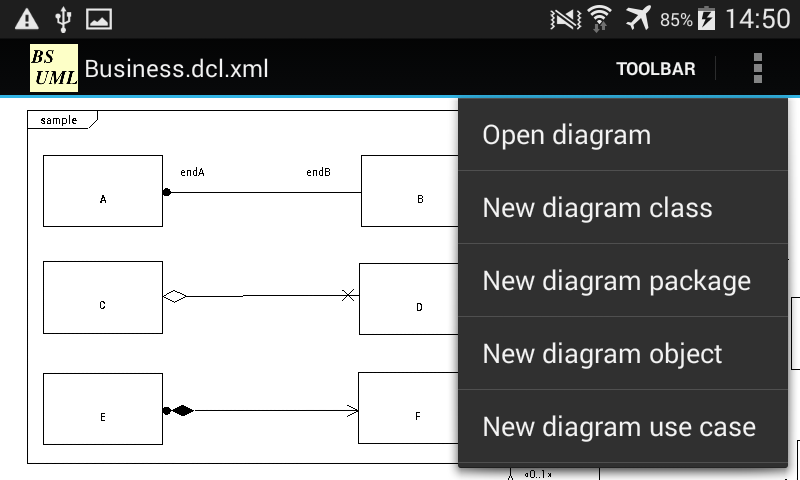 85% 14:50
BS
UML
Business.dcl.xml
TOOLBAR
sample
Open diagram
New diagram class
New diagram package
New diagram object
New diagram use case
endA endB
A B
C D
E F
«0..1»